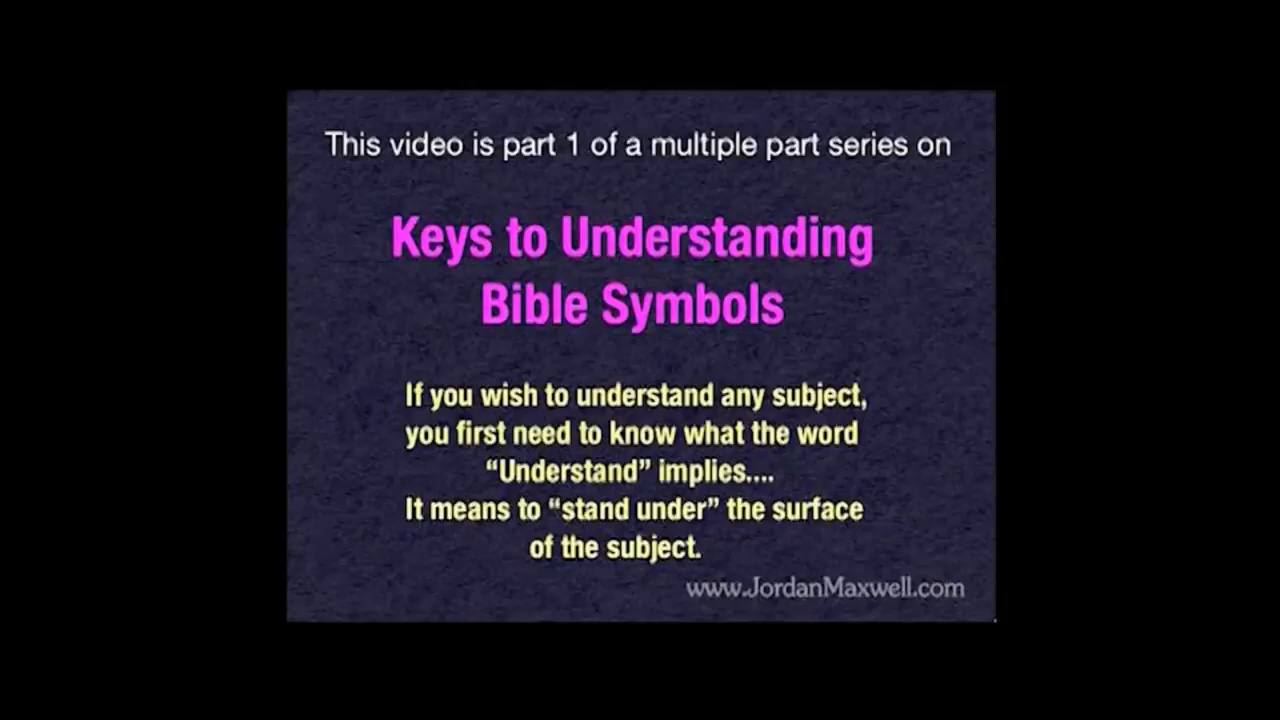 This video is part 1 of a multiple part series on
Keys to Understanding
Bible Symbols
If you wish to understand any subject,
you first need to know what the word
“Understand” implies....
It means to “stand under” the surface
of the subject.
www.JordanMaxwell.com